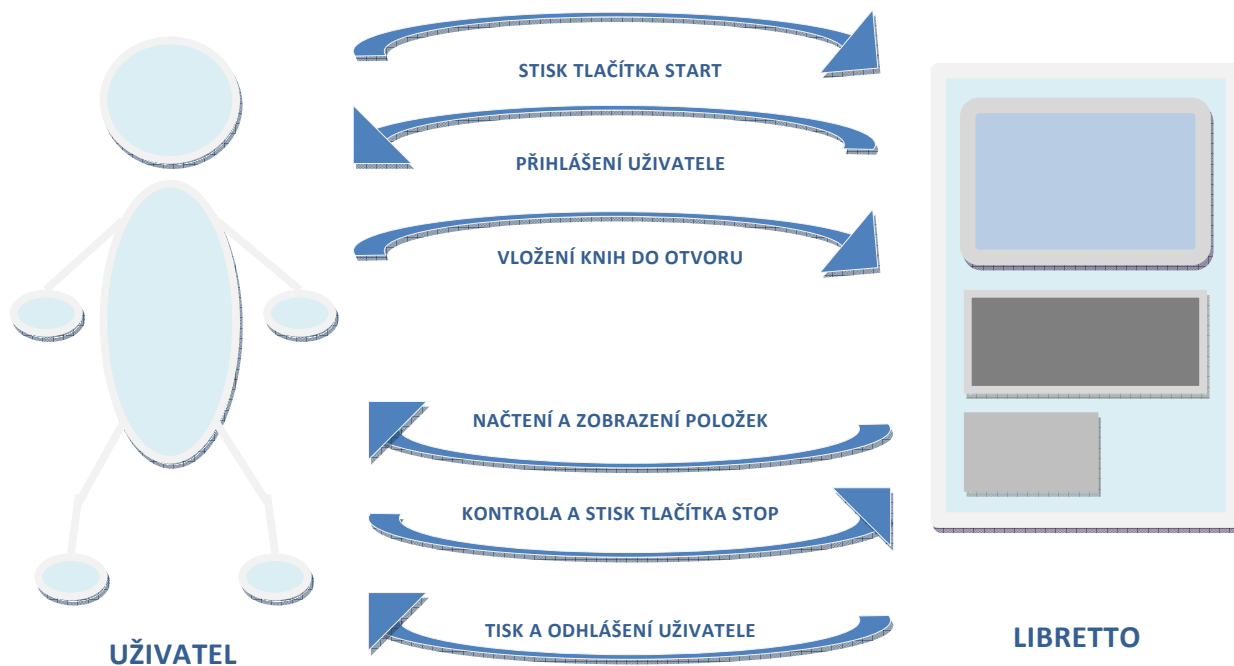 STISK TLAČÍTKA START
PŘIHLÁŠENÍ UŽIVATELE
VLOŽENÍ KNIH DO OTVORU
NAČTENÍ A ZOBRAZENÍ POLOŽEK
KONTROLA A STISK TLAČÍTKA STOP
TISK A ODHLÁŠENÍ UŽIVATELE
UŽIVATEL
LIBRETTO